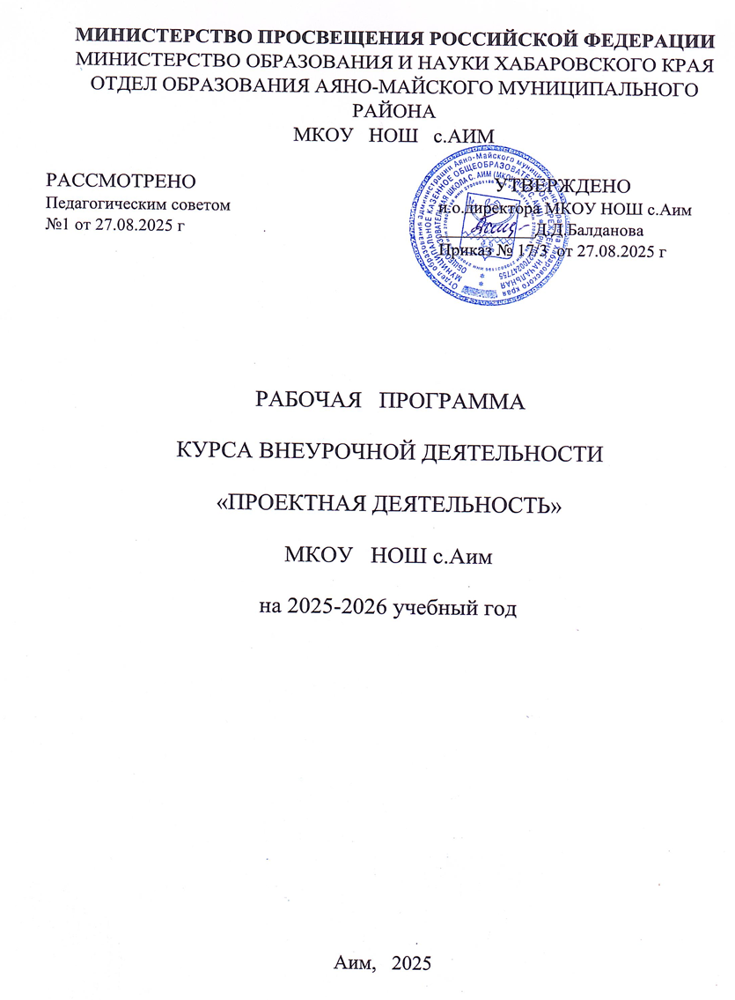 МИНИСТЕРСТВО ПРОСВЕЩЕНИЯ РОССИЙСКОЙ ФЕДЕРАЦИИ
МИНИСТЕРСТВО ОБРАЗОВАНИЯ И НАУКИ ХАБАРОВСКОГО КРАЯ
ОТДЕЛ ОБРАЗОВАНИЯ АЯНО-МАЙСКОГО МУНИЦИПАЛЬНОГО
РАЙОНА
МКОУ НОШ с.АИМ
РАССМОТРЕНО
Педагогическим советом
№1 от 27.08.2025 г
УТВЕРЖДЕНО
и.о.директора МКОУ НОШ с.Аим
Д.Д.Балданова
Приказ № 17/3 от 27.08.2025 г
РАБОЧАЯ ПРОГРАММА
КУРСА ВНЕУРОЧНОЙ ДЕЯТЕЛЬНОСТИ
«ПРОЕКТНАЯ ДЕЯТЕЛЬНОСТЬ»
МКОУ НОШ с.Аим
на 2025-2026 учебный год
Аим, 2025